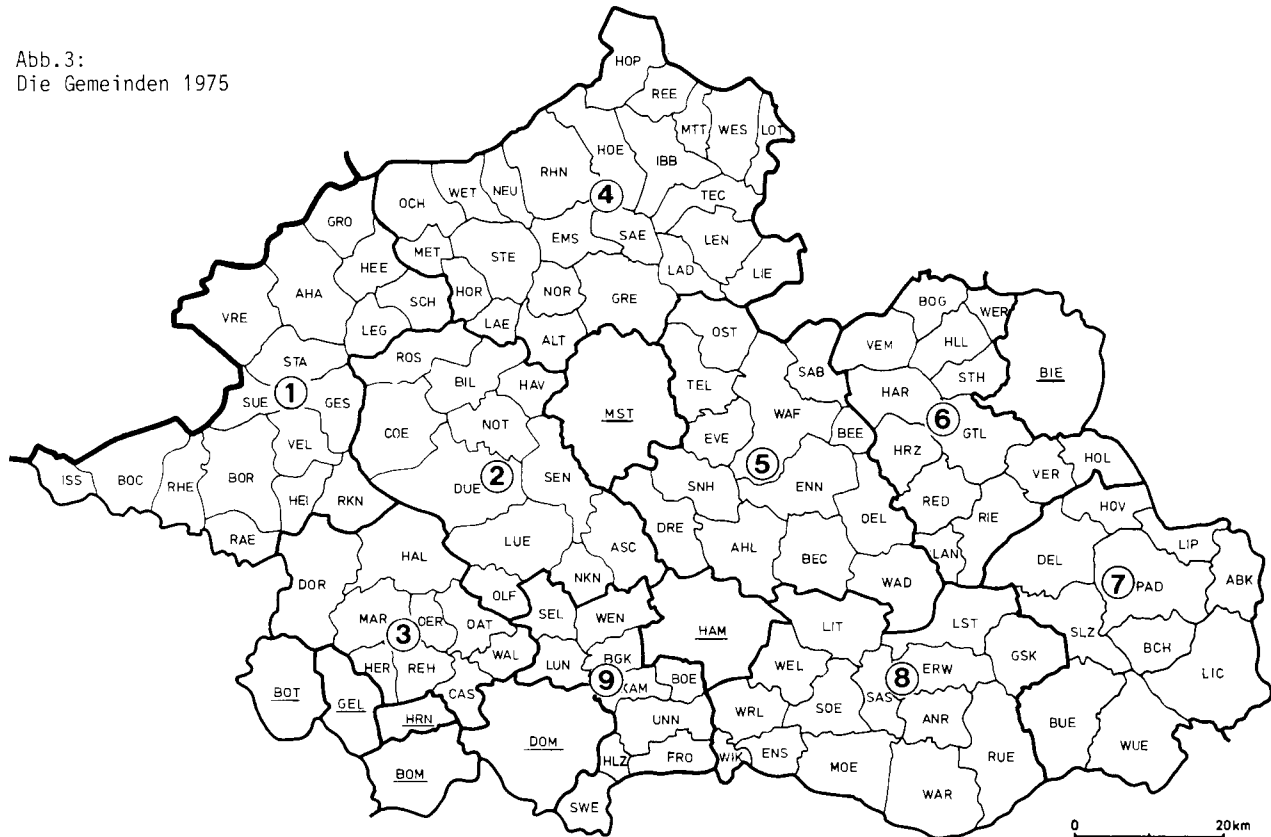 Abb.3:
Die Gemeinden 1975
HOP
REE
MTT
WES
LOT
HOE
IBB
RHN
4
TEC
OCH
WET
NEU
GRO
EMS
SAE
LEN
MET
STE
HEE
LAD
LIE
AHA
SCH
HOR
NOR
GRE
VRE
LEG
LAE
ALT
OST
BOG
WER
STA
ROS
VEM
HLL
BIL
HAV
TEL
SAB
STH
BIE
1
SUE
GES
HAR
MST
WAF
6
NOT
COE
EVE
BEE
GTL
VEL
HRZ
5
VER
HOL
ISS
BOC
RHE
BOR
2
DUE
SEN
SNH
ENN
HEI
RKN
RED
RIE
HOV
OEL
DRE
RAE
HAL
LUE
ASC
AHL
BEC
LAN
DEL
LIP
DOR
NKN
WAD
7
PAD
ABK
OLF
MAR
OER
DAT
SEL
WEN
LIT
LST
3
HAM
SLZ
WAL
BCH
HER
REH
LUN
BGK
WEL
ERW
GSK
9
KAM
BOE
8
LIC
BOT
GEL
CAS
SAS
HRN
WRL
SOE
ANR
UNN
BUE
DOM
WUE
BOM
HLZ
FRO
WIK
ENS
MOE
RUE
WAR
SWE
0
20km